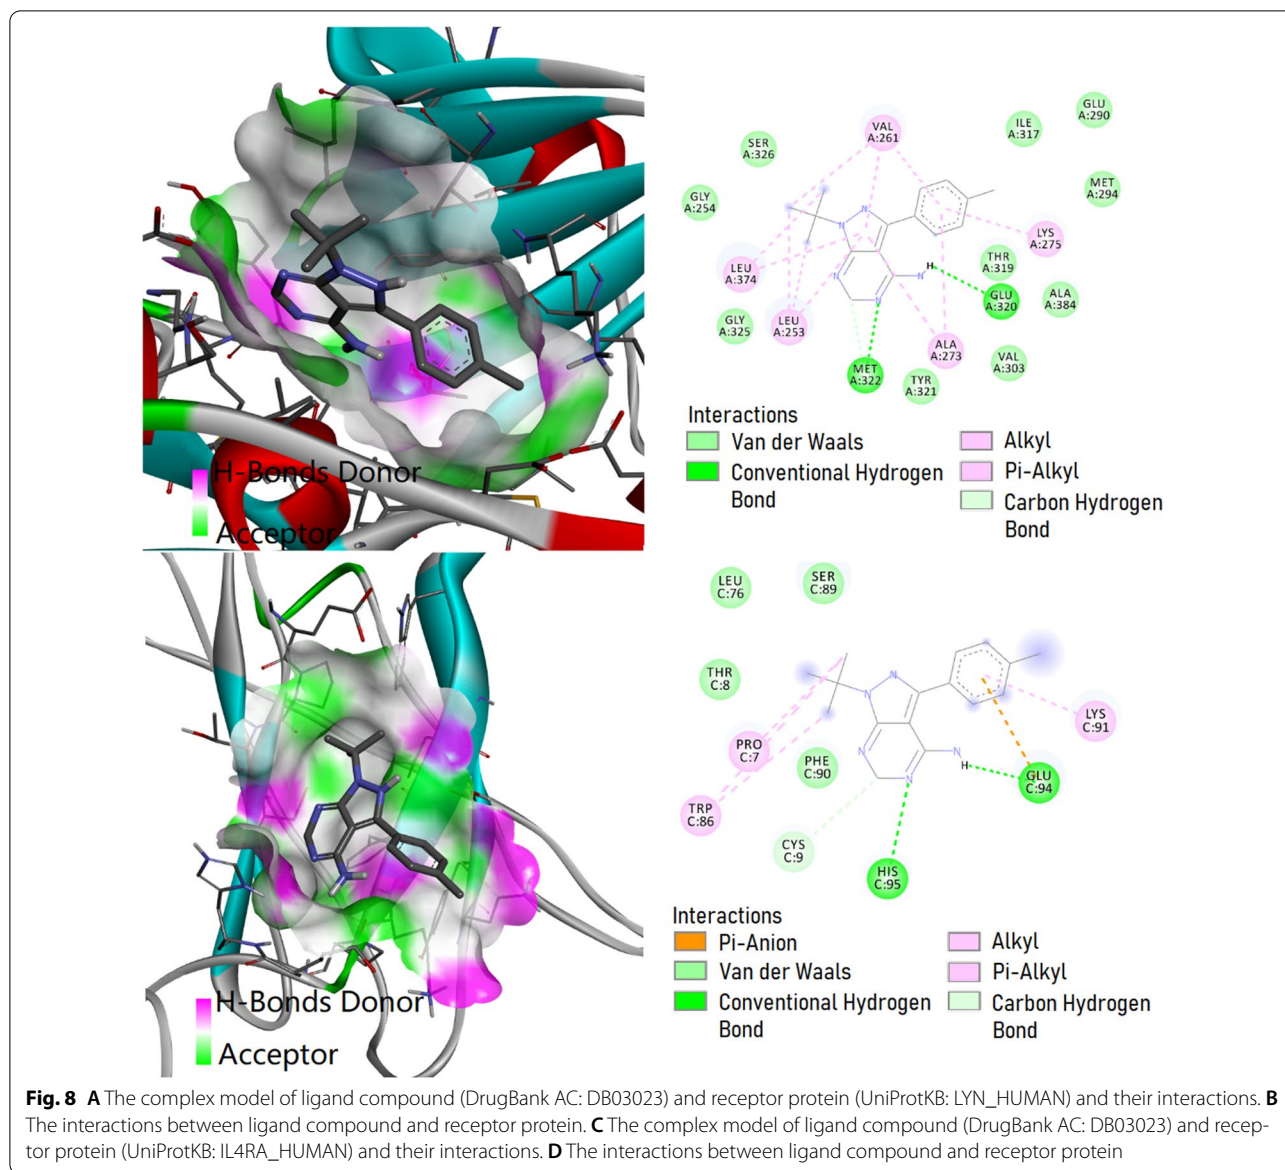 H-Bonds Donor
Acceptor
SER
A:326
VAL
A:261
ILE
A:317
GLU
A:290
GLY
A:254
MET
A:294
LYS
A:275
LEU
A:374
THR
A:319
GLU
A:320
ALA
A:384
GLY
A:325
LEU
A:253
ALA
A:273
VAL
A:303
MET
A:322
TYR
A:321
N
N
N
N
N
NH
H
Interactions
Van der Waals
Conventional Hydrogen
Bond
Alkyl
Pi-Alkyl
Carbon Hydrogen
Bond
H-Bonds Donor
Acceptor
LEU
C:76
SER
C:89
THR
C:8
PRO
C:7
PHE
C:90
LYS
C:91
GLU
C:94
TRP
C:86
CYS
C:9
HIS
C:95
N
N
N
N
N
H
Interactions
Pi-Anion
Van der Waals
Conventional Hydrogen
Bond
Alkyl
Pi-Alkyl
Carbon Hydrogen
Bond
Fig. 8 A The complex model of ligand compound (DrugBank AC: DB03023) and receptor protein (UniProtKB: LYN_HUMAN) and their interactions. B
The interactions between ligand compound and receptor protein. C The complex model of ligand compound (DrugBank AC: DB03023) and recep-
tor protein (UniProtKB: IL4RA_HUMAN) and their interactions. D The interactions between ligand compound and receptor protein